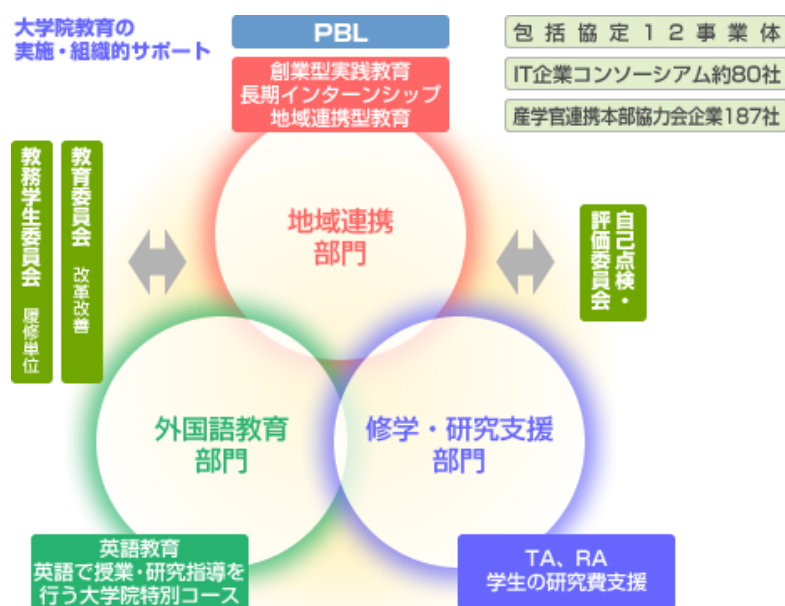 大学院教育の
実施・組織的サポート
PBL
創業型実践教育
長期インターンシップ
地域連携型教育
包括協定12事業体
IT企業コンソーシアム約80社
産学官連携本部協力会企業187社
教務学生委員会 履修単位
教育委員会 改革改善
地域連携
部門
自己点検・
評価委員会
外国語教育
部門
修学・研究支援
部門
英語教育
英語で授業・研究指導を
行う大学院特別コース
TA、RA
学生の研究費支援